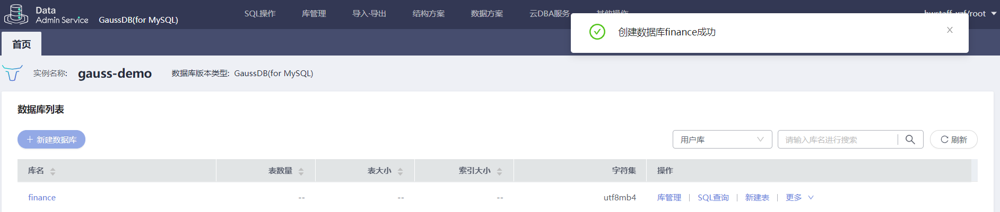 Data
Admin Service
GaussDB(for MySQL)
SQL操作 库管理 导入·导出 结构方案 数据方案 云DBA服务 其他操作
/root
创建数据库finance成功
首页
实例名称: gauss-demo 数据库版本类型: GaussDB(for MySQL)
数据库列表
+ 新建数据库 用户库 请输入库名进行搜索 刷新
库名 表数量 表大小 索引大小 字符集 操作
finance -- -- -- utf8mb4 库管理 | SQL查询 | 新建表 | 更多